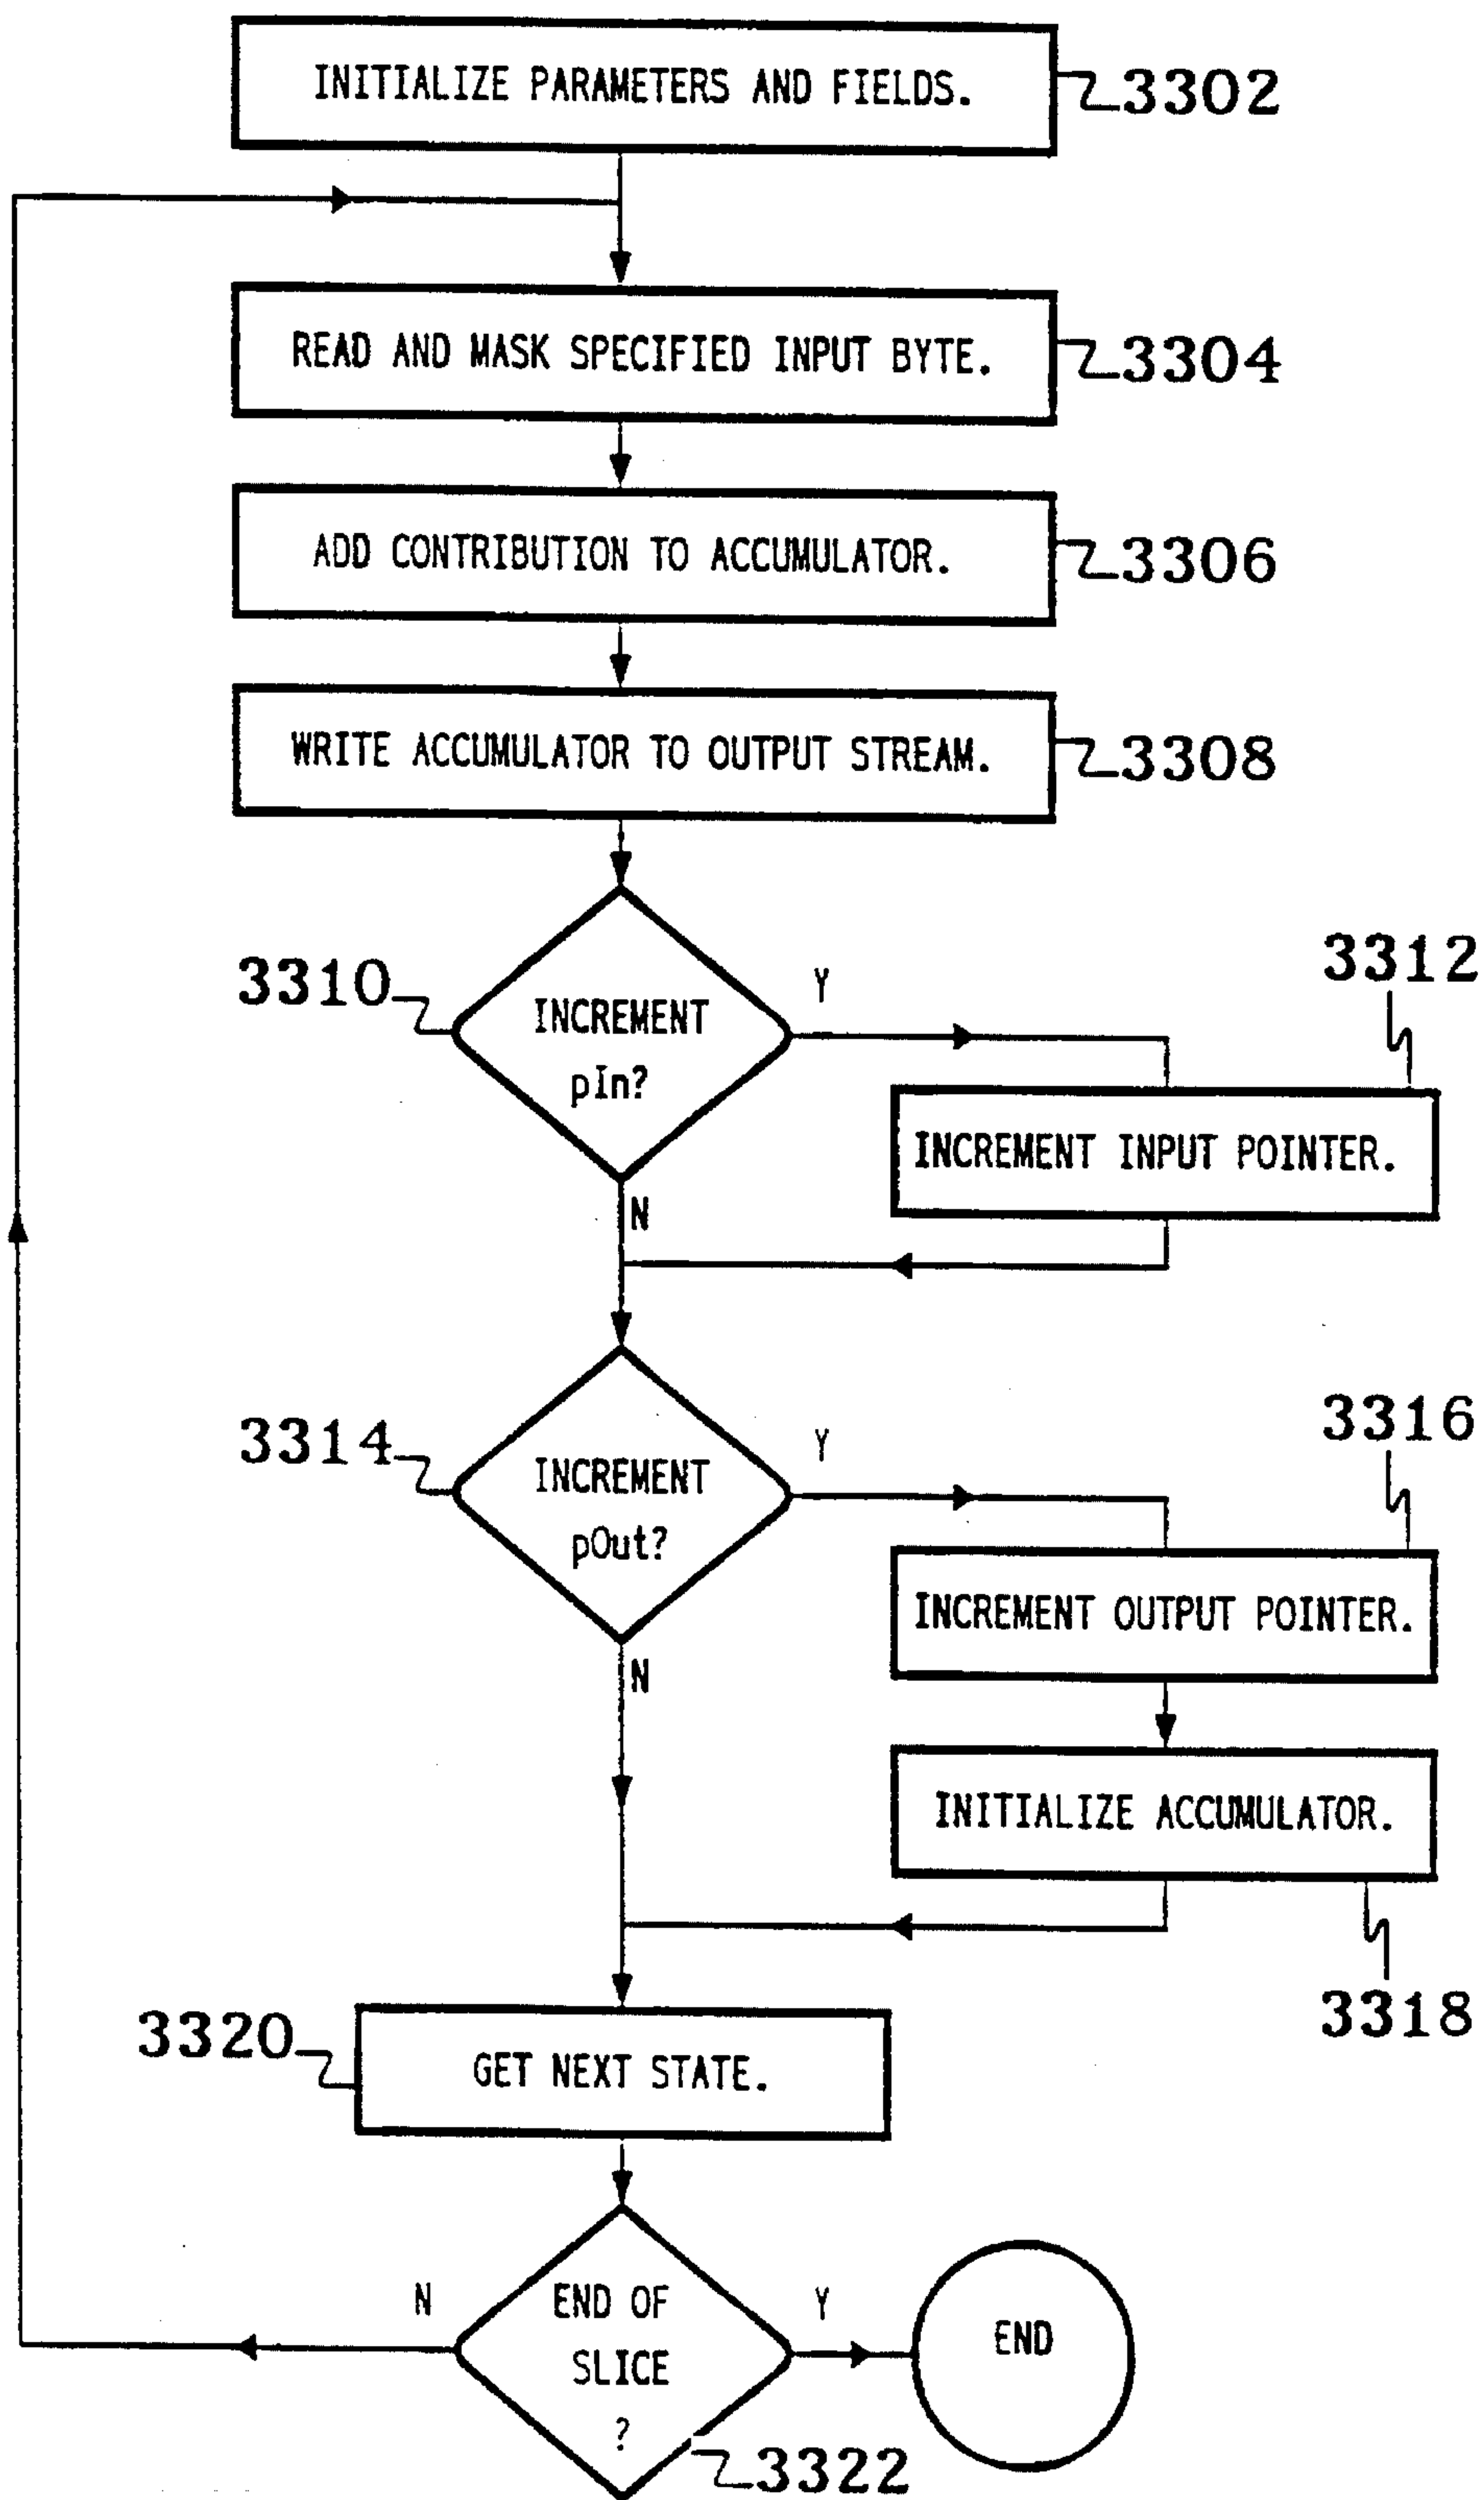 INITIALIZE PARAMETERS AND FIELDS.
3302
READ AND MASK SPECIFIED INPUT BYTE.
3304
ADD CONTRIBUTION TO ACCUMULATOR.
3306
WRITE ACCUMULATOR TO OUTPUT STREAM.
3308
3310
INCREMENT
pIn?
Y
N
3312
INCREMENT INPUT POINTER.
3314
INCREMENT
pOut?
Y
N
3316
INCREMENT OUTPUT POINTER.
INITIALIZE ACCUMULATOR.
3318
3320
GET NEXT STATE.
N
END OF
SLICE
?
Y
END
3322